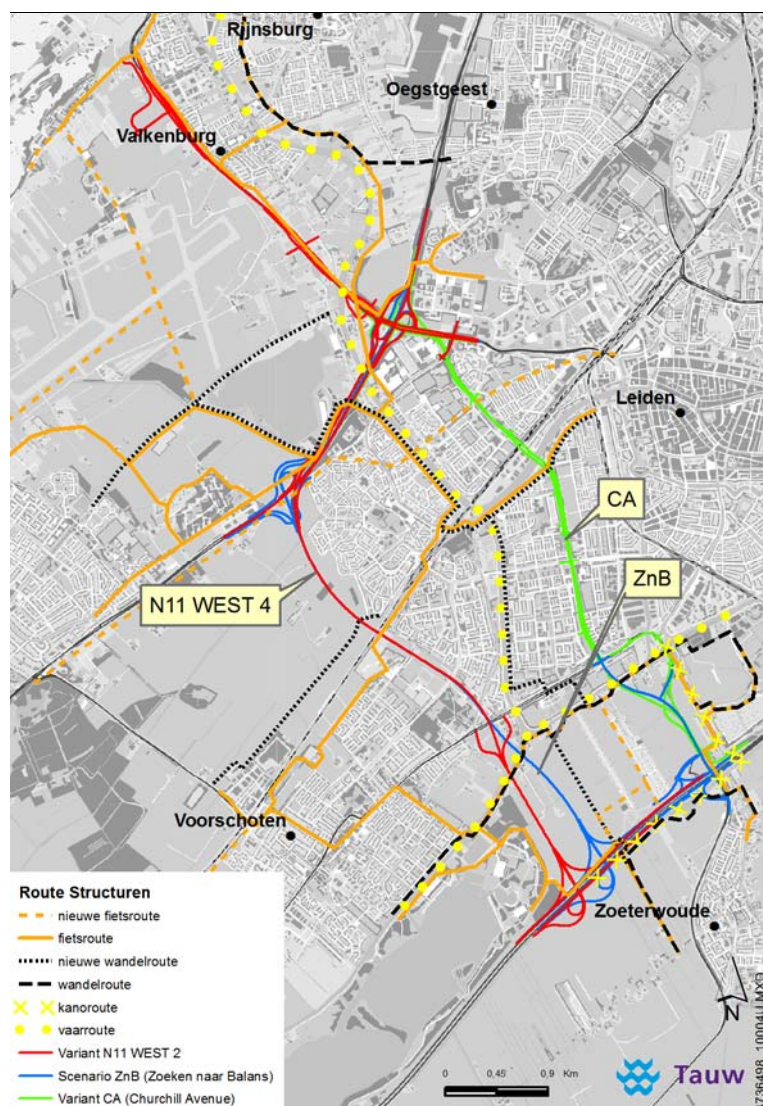 Rijnsburg
Oegstgeest
Valkenburg
Leiden
CA
ZnB
N11 WEST 4
Voorschoten
Zoeterwoude
Route Structuren
nieuwe fietsroute
fietsroute
nieuwe wandelroute
wandelroute
kanoroute
vaarroute
Variant N11 WEST 2
Scenario ZnB (Zoeken naar Balans)
Variant CA (Churchill Avenue)
0 0,45 0,9 Km
N
Tauw